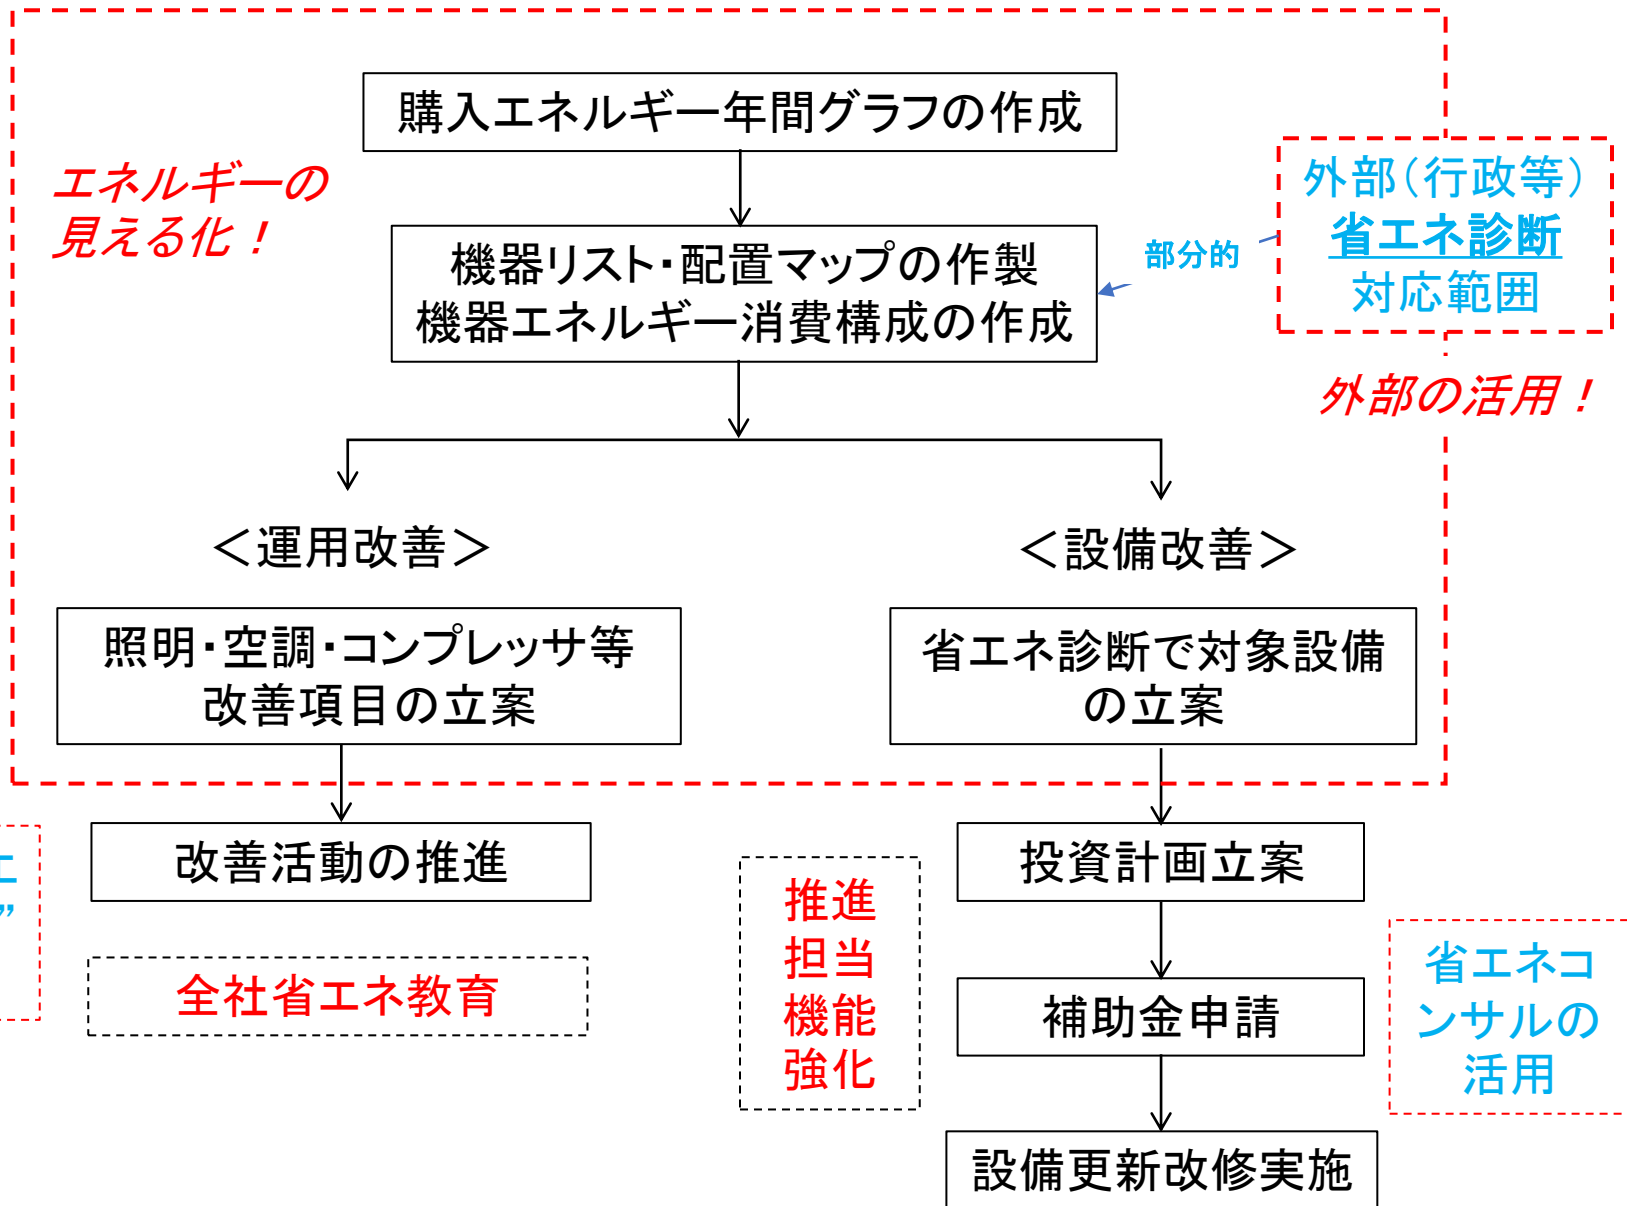 購入エネルギー年間グラフの作成
エネルギーの
見える化！
外部（行政等）
省エネ診断
対応範囲
部分的
機器リスト・配置マップの作製
機器エネルギー消費構成の作成
外部の活用！
＜運用改善＞
＜設備改善＞
照明・空調・コンプレッサ等
改善項目の立案
省エネ診断で対象設備
の立案
改善活動の推進
エ
”
全社省エネ教育
推進
担当
機能
強化
投資計画立案
補助金申請
設備更新改修実施
省エネコ
ンサルの
活用